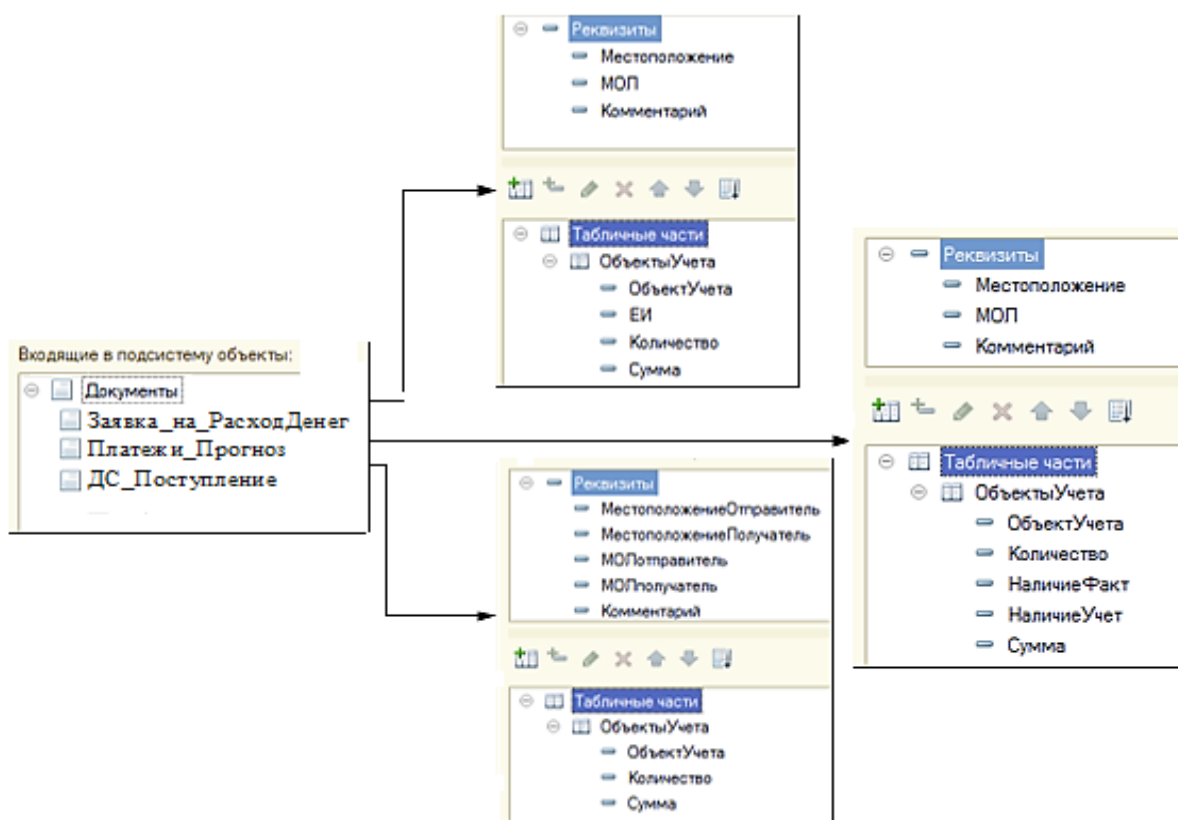 Реквизиты
Местоположение
МОП
Комментарий
Табличные части
ОбъектыУчета
ОбъектУчета
ЕИ
Количество
Сумма
Входящие в подсистему объекты:
Документы
Заявка_на_РасходДенег
Платежи_Прогноз
ДС_Поступление
Реквизиты
МестоположениеОтправитель
МестоположениеПолучатель
МОЛотправитель
МОЛполучатель
Комментарий
Табличные части
ОбъектыУчета
ОбъектУчета
Количество
Сумма
Реквизиты
Местоположение
МОП
Комментарий
Табличные части
ОбъектыУчета
ОбъектУчета
Количество
НаличиеФакт
НаличиеУчет
Сумма